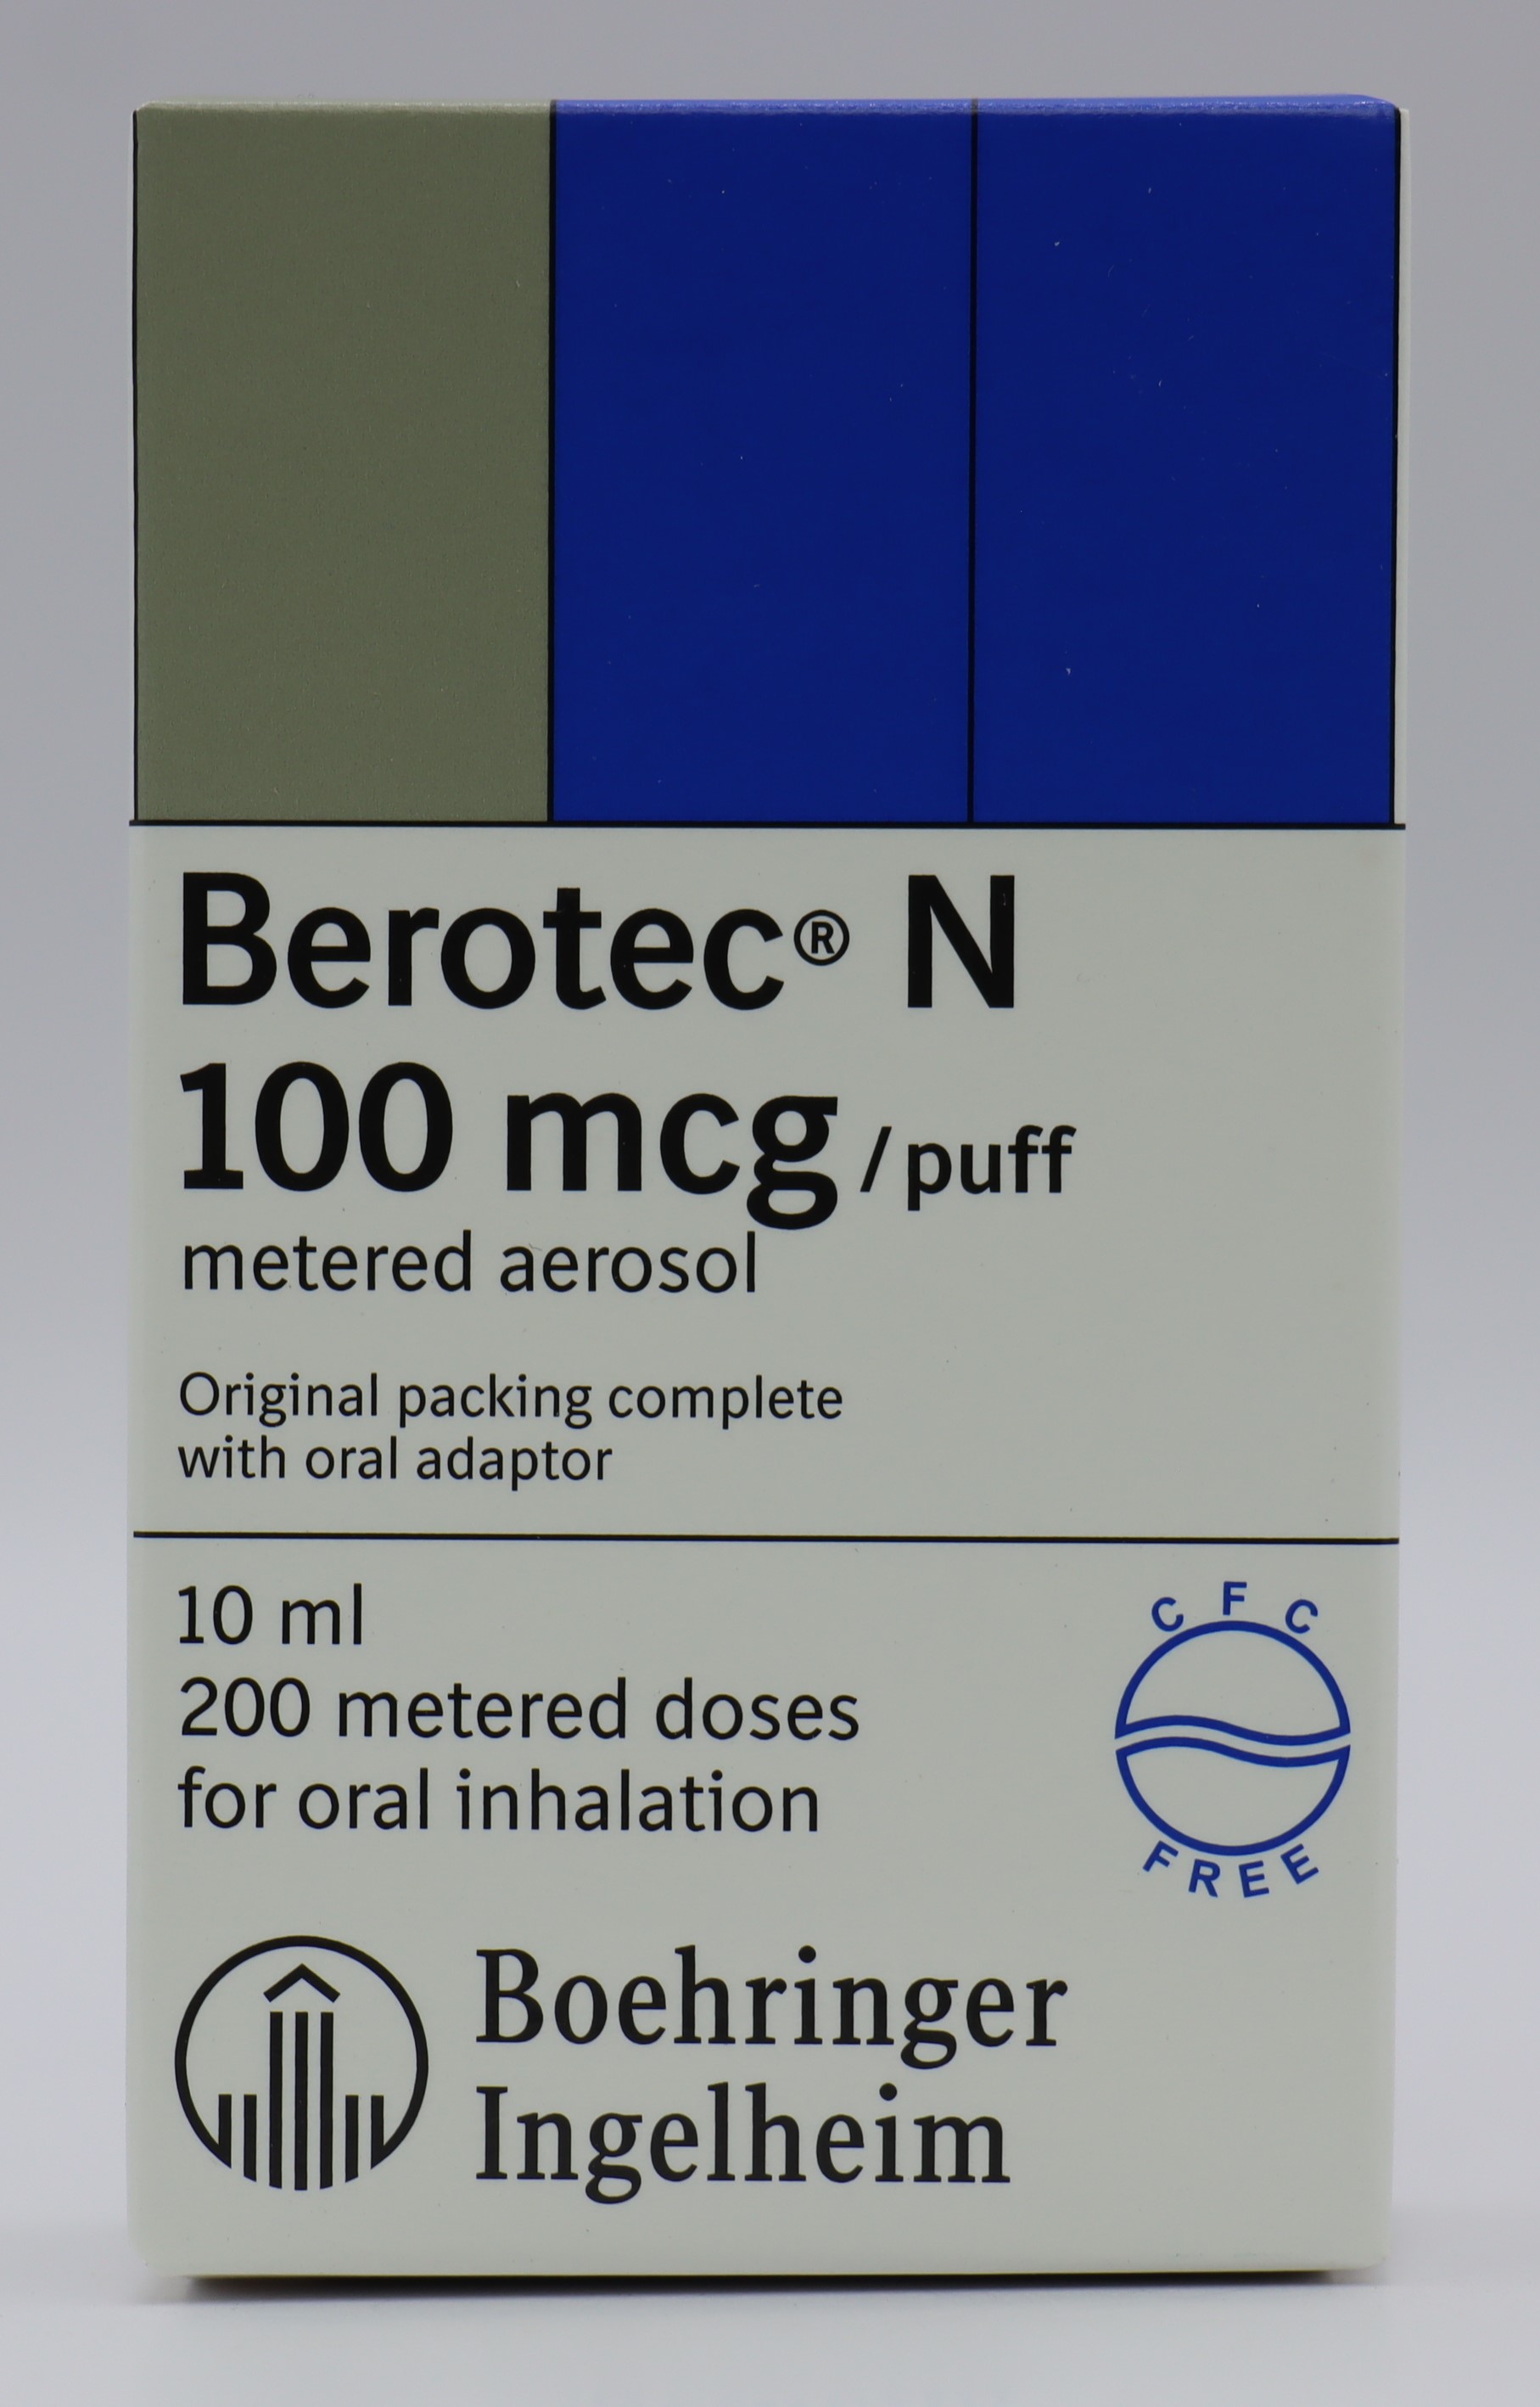 Berotec® N
100 mcg/puff
metered aerosol
Original packing complete
with oral adaptor
10 ml
200 metered doses
for oral inhalation
CFC
FREE
Boehringer
Ingelheim